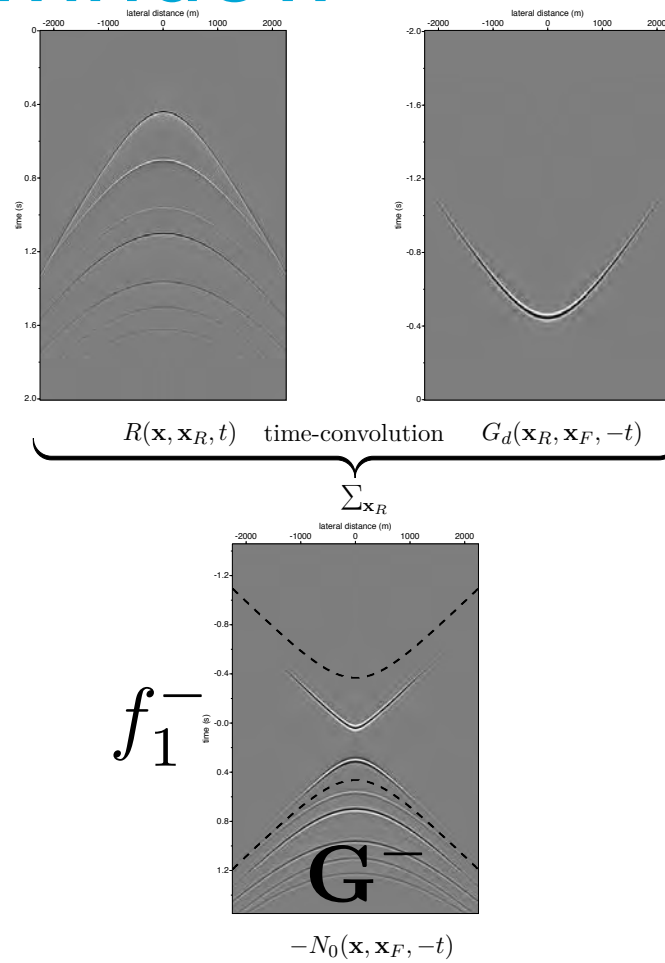 lateral distance (m)
-2000 -1000 0 1000 2000
0
0.4
0.8
1.2
1.6
2.0
time (s)
lateral distance (m)
-2000 -1000 0 1000
-2.0
-1.6
-1.2
-0.8
-0.4
0
time (s)
R(x, x_R, t) time-convolution G_d(x_R, x_F, −t)
∑_{x_R}
lateral distance (m)
-2000 -1000 0 1000 2000
-1.2
-0.8
-0.4
-0.0
0.4
0.8
1.2
time (s)
f_1^−
G^−
−N_0(x, x_F, −t)